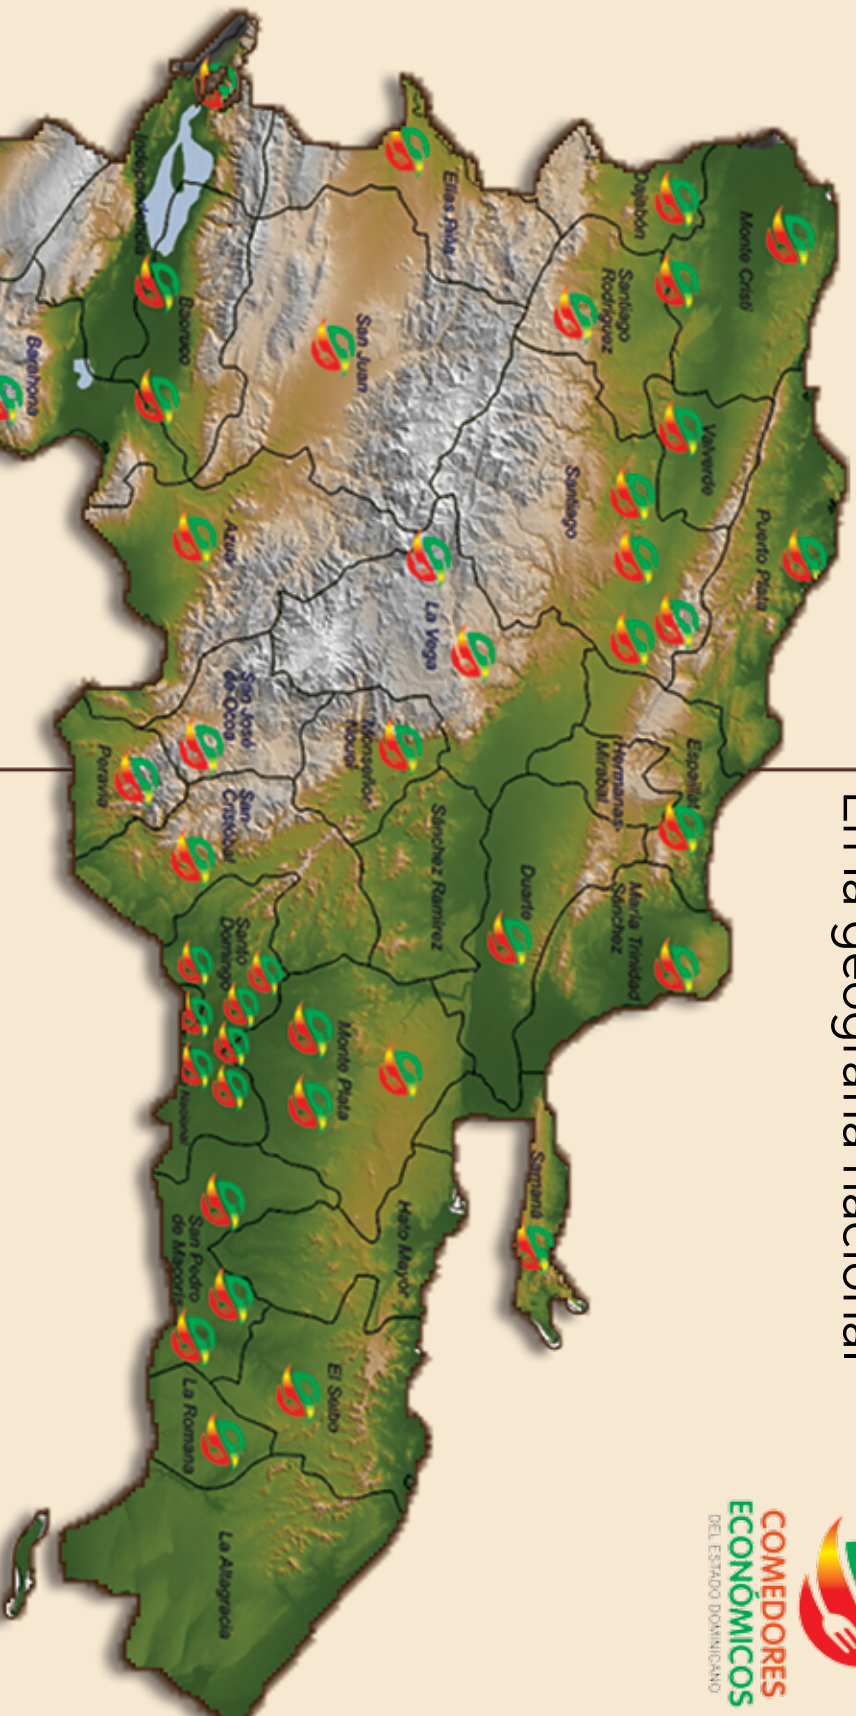 En la geografía nacional
COMEDORES
ECONÓMICOS
DEL ESTADO DOMINICANO
Monte Cristi
Puerto Plata
Dajabón
Valverde
Santiago
Rodríguez
Santiago
Espaillat
Hermanas
Mirabal
María Trinidad
Sánchez
Elías Piña
San Juan
La Vega
Duarte
Samaná
Monseñor
Nouel
Sánchez Ramírez
Independencia
Baoruco
Barahona
Azua
San José
de Ocoa
San
Cristóbal
Peravia
Santo
Domingo
Nacional
Monte Plata
Hato Mayor
San Pedro
de Macorís
El Seibo
La Romana
La Altagracia